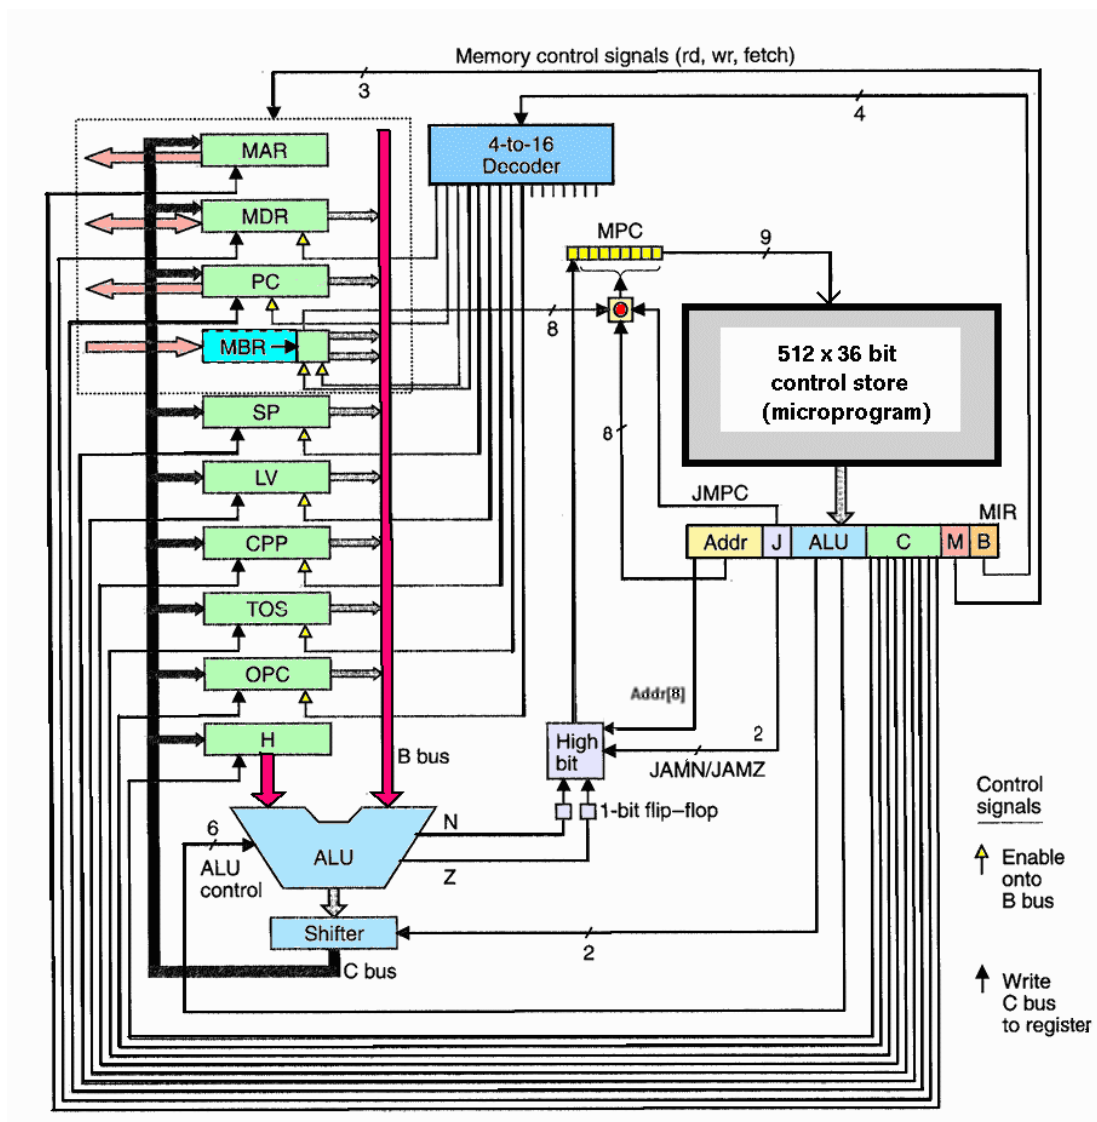 Memory control signals (rd, wr, fetch)
3
4
MAR
4-to-16
Decoder
MDR
MPC
9
PC
8
MBR
512 x 36 bit
control store
(microprogram)
SP
8
LV
JMPC
MIR
CPP
Addr
J
ALU
C
M
B
TOS
OPC
Addr[8]
H
High
bit
2
JAMN/JAMZ
B bus
Control
signals
1-bit flip-flop
6
N
ALU
control
ALU
Z
Enable
onto
B bus
Shifter
2
C bus
Write
C bus
to register